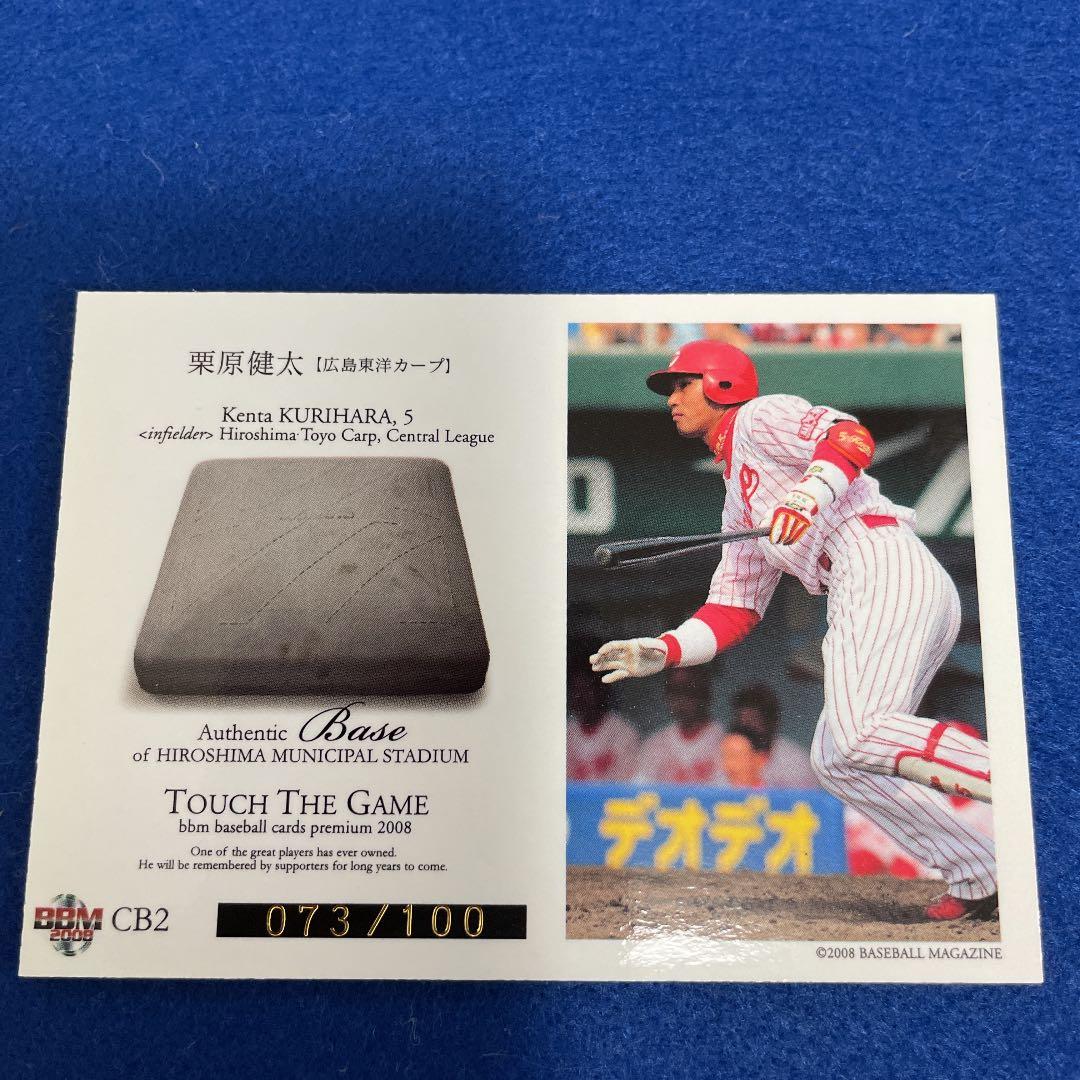 栗原健太【広島東洋カープ】
Kenta KURIHARA, 5
<infielder> Hiroshima Toyo Carp, Central League
Authentic Base
of HIROSHIMA MUNICIPAL STADIUM
TOUCH THE GAME
bbm baseball cards premium 2008
One of the great players has ever owned.
He will be remembered by supporters for long years to come.
BBM
2008
CB2
073/100
デオデオ
©2008 BASEBALL MAGAZINE